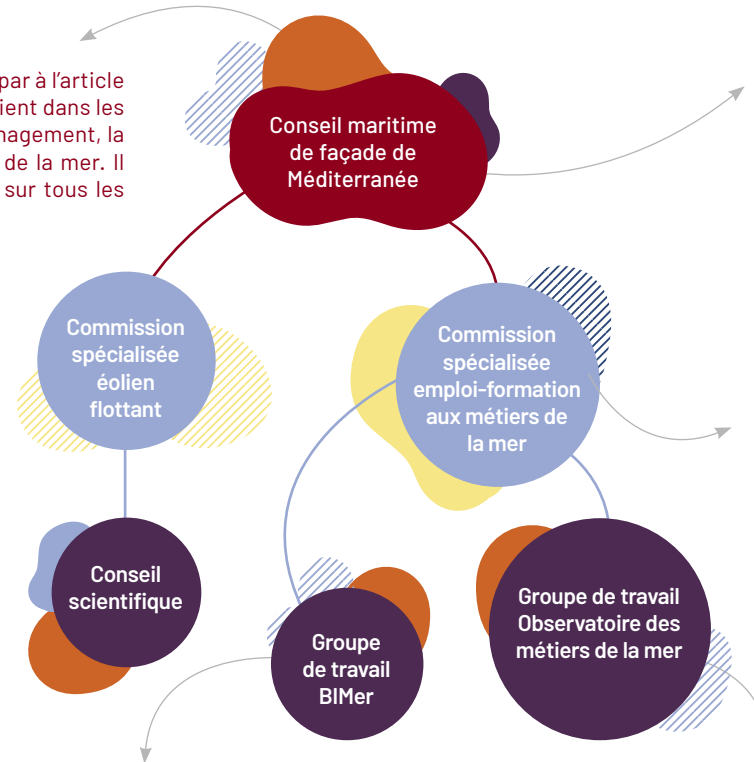 par à l'article
ient dans les
nagement, la
de la mer. Il
sur tous les
Conseil maritime
de façade de
Méditerranée
Commission
spécialisée
éolien
flottant
Commission
spécialisée
emploi-formation
aux métiers de
la mer
Conseil
scientifique
Groupe
de travail
BIMer
Groupe de travail
Observatoire des
métiers de la mer